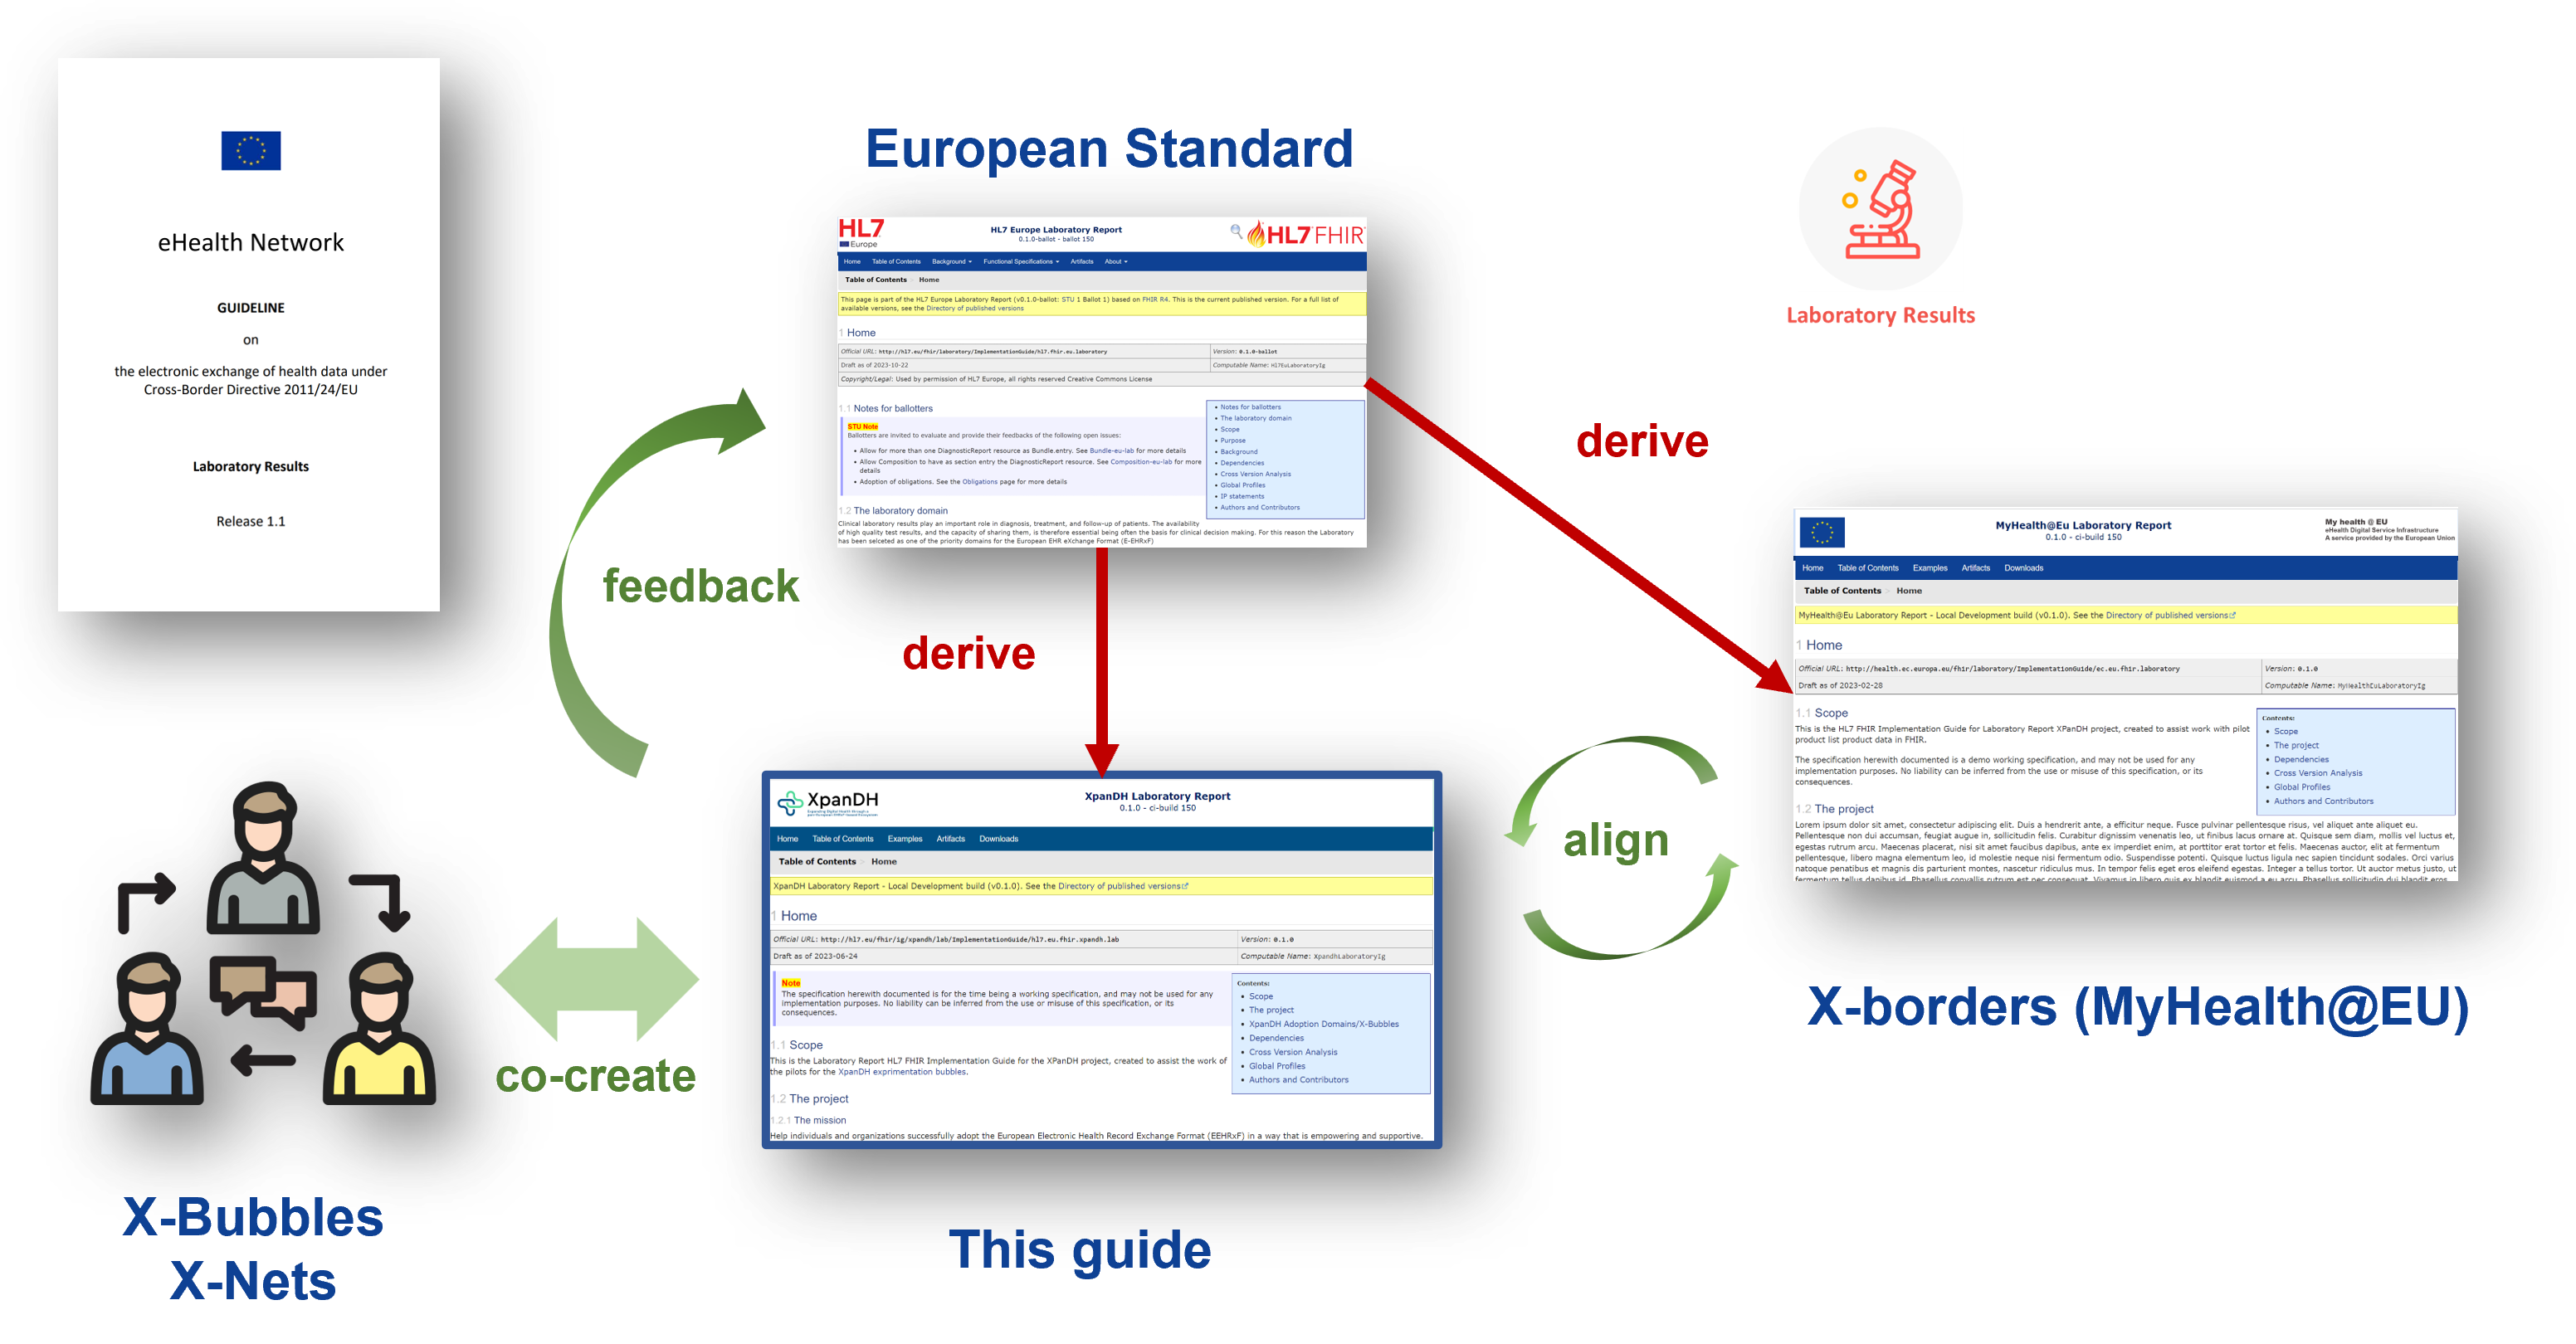 eHealth Network
GUIDELINE
on
the electronic exchange of health data under
Cross-Border Directive 2011/24/EU
Laboratory Results
Release 1.1
European Standard
HL7
Europe
HL7 Europe Laboratory Report
0.1.0-ballot - ballot 150
HL7 FHIR
Home Table of Contents Background Functional Specifications Artifacts About
Table of Contents Home
This page is part of the HL7 Europe Laboratory Report (v0.1.0-ballot: STU 1 Ballot 1) based on FHIR R4. This is the current published version. For a full list of
available versions, see the Directory of published versions
1 Home
Official URL: http://hl7.eu/fhir/laboratory/ImplementationGuide/hl7.fhir.eu.laboratory Version: 0.1.0-ballot
Draft as of 2023-10-22 Computable Name: Hl7EuLaboratoryIg
Copyright/Legal: Used by permission of HL7 Europe, all rights reserved Creative Commons License
1.1 Notes for ballotters
STU Note
Ballotters are invited to evaluate and provide their feedbacks of the following open issues:
• Allow for more than one DiagnosticReport resource as Bundle.entry. See Bundle-eu-lab for more details
• Allow Composition to have as section entry the DiagnosticReport resource. See Composition-eu-lab for more
details
• Adoption of obligations. See the Obligations page for more details
• Notes for ballotters
• The laboratory domain
• Scope
• Purpose
• Background
• Dependencies
• Cross Version Analysis
• Global Profiles
• IP statements
• Authors and Contributors
1.2 The laboratory domain
Clinical laboratory results play an important role in diagnosis, treatment, and follow-up of patients. The availability
of high quality test results, and the capacity of sharing them, is therefore essential being often the basis for clinical decision making. For this reason the Laboratory
has been selceted as one of the priority domains for the European EHR eXchange Format (E-EHRxF)
Laboratory Results
derive
feedback
derive
MyHealth@Eu Laboratory Report
0.1.0 - ci-build 150
My health @ EU
eHealth Digital Service Infrastructure
A service provided by the European Union
Home Table of Contents Examples Artifacts Downloads
Table of Contents Home
MyHealth@Eu Laboratory Report - Local Development build (v0.1.0). See the Directory of published versions
1 Home
Official URL: http://health.ec.europa.eu/fhir/laboratory/ImplementationGuide/ec.eu.fhir.laboratory Version: 0.1.0
Draft as of 2023-02-28 Computable Name: MyHealthEuLaboratoryIg
1.1 Scope
This is the HL7 FHIR Implementation Guide for Laboratory Report XPanDH project, created to assist work with pilot
product list product data in FHIR.
The specification herewith documented is a demo working specification, and may not be used for any
implementation purposes. No liability can be inferred from the use or misuse of this specification, or its
consequences.
Contents:
• Scope
• The project
• Dependencies
• Cross Version Analysis
• Global Profiles
• Authors and Contributors
1.2 The project
Lorem ipsum dolor sit amet, consectetur adipiscing elit. Duis a hendrerit ante, a efficitur neque. Fusce pulvinar pellentesque risus, vel aliquet ante aliquet eu.
Pellentesque non dui accumsan, feugiat augue in, sollicitudin felis. Curabitur dignissim venenatis leo, ut finibus lacus ornare at. Quisque sem diam, mollis vel luctus et,
egestas rutrum arcu. Maecenas placerat, nisi sit amet faucibus dapibus, ante ex imperdiet enim, at porttitor erat tortor et felis. Maecenas auctor, elit at fermentum
pellentesque, libero magna elementum leo, id molestie neque nisi fermentum odio. Suspendisse potenti. Quisque luctus ligula nec sapien tincidunt sodales. Orci varius
natoque penatibus et magnis dis parturient montes, nascetur ridiculus mus. In tempor felis eget eros eleifend egestas. Integer a tellus tortor. Ut auctor metus justo, ut
fermentum tellus dapibus id. Phasellus convallis rutrum est nec consequat. Vivamus in libero quis ex blandit euismod a eu arcu. Phasellus sollicitudin dui blandit eros
X-borders (MyHealth@EU)
align
XpanDH
XpanDH Laboratory Report
0.1.0 - ci-build 150
Home Table of Contents Examples Artifacts Downloads
Table of Contents Home
XpanDH Laboratory Report - Local Development build (v0.1.0). See the Directory of published versions
1 Home
Official URL: http://hl7.eu/fhir/ig/xpandh/lab/ImplementationGuide/hl7.eu.fhir.xpandh.lab Version: 0.1.0
Draft as of 2023-06-24 Computable Name: XpandhLaboratoryIg
Note
The specification herewith documented is for the time being a working specification, and may not be used for any
implementation purposes. No liability can be inferred from the use or misuse of this specification, or its
consequences.
Contents:
• Scope
• The project
• XpanDH Adoption Domains/X-Bubbles
• Dependencies
• Cross Version Analysis
• Global Profiles
• Authors and Contributors
1.1 Scope
This is the Laboratory Report HL7 FHIR Implementation Guide for the XPanDH project, created to assist the work of
the pilots for the XpanDH exprimentation bubbles.
1.2 The project
1.2.1 The mission
Help individuals and organizations successfully adopt the European Electronic Health Record Exchange Format (EEHRxF) in a way that is empowering and supportive.
co-create
X-Bubbles
X-Nets
This guide